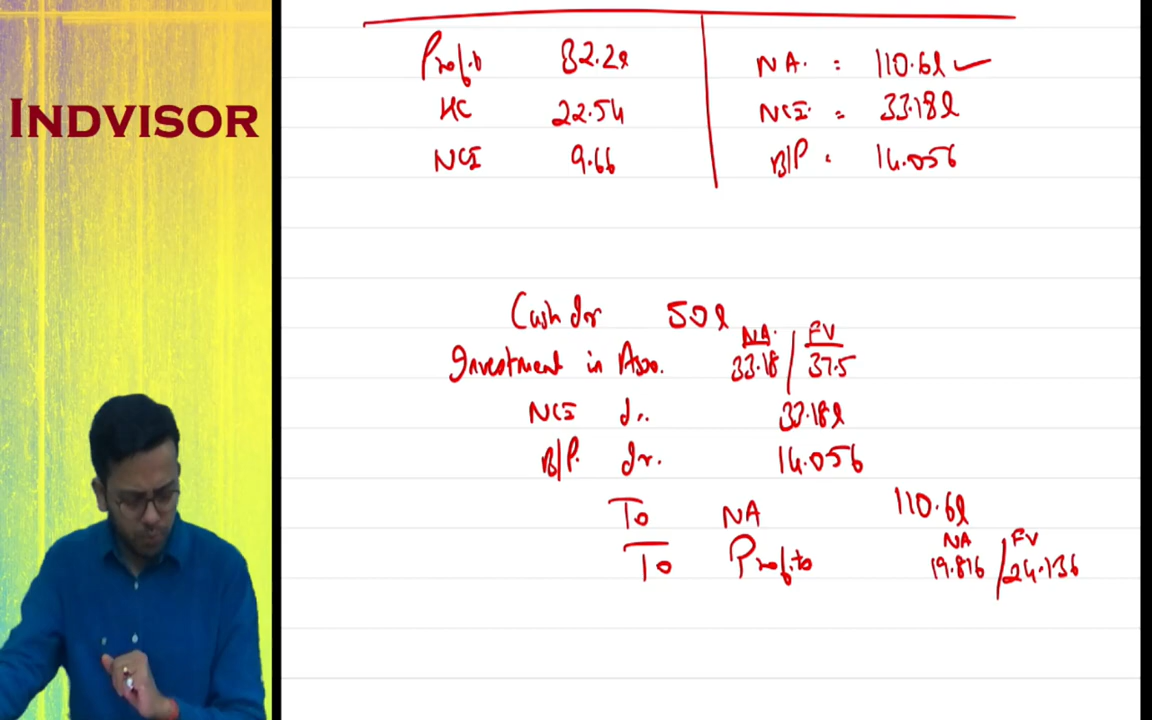 INDVISOR
Profit 32.2l
HC 22.54
NCI 9.66
NA. : 110.6l ✓
NCI. = 33.18l
B/P : 14.056
Cash dr 50l
NA. / FV
Investment in Asso. 33.18 / 37.5
NCI dr. 33.18l
B/P. dr. 14.056
To NA 110.6l
NA / FV
To Profit 19.816 / 24.136